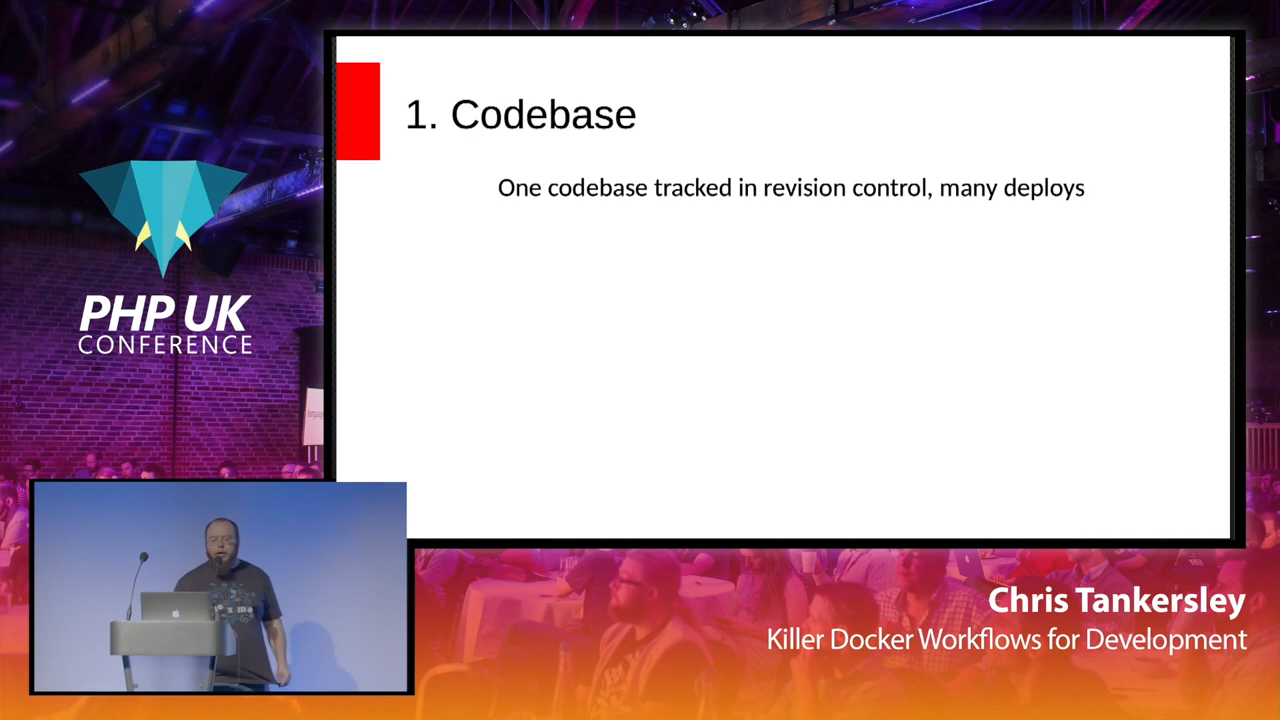 1. Codebase
One codebase tracked in revision control, many deploys
PHP UK
CONFERENCE
Chris Tankersley
Killer Docker Workflows for Development